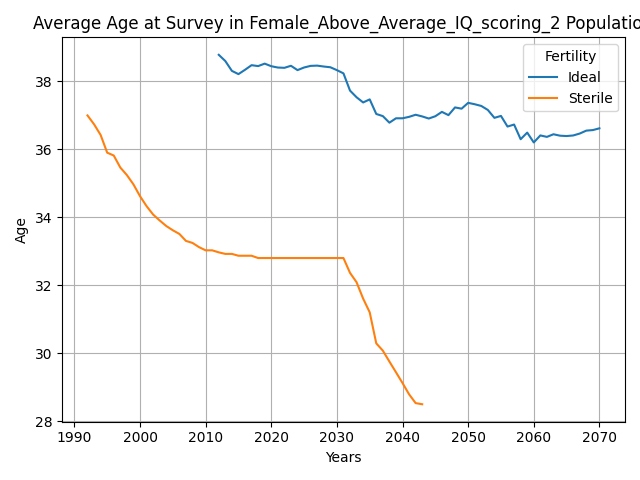 Average Age at Survey in Female_Above_Average_IQ_scoring_2 Populatio
Fertility
Ideal
Sterile
38
36
34
32
30
28
Age
1990 2000 2010 2020 2030 2040 2050 2060 2070
Years